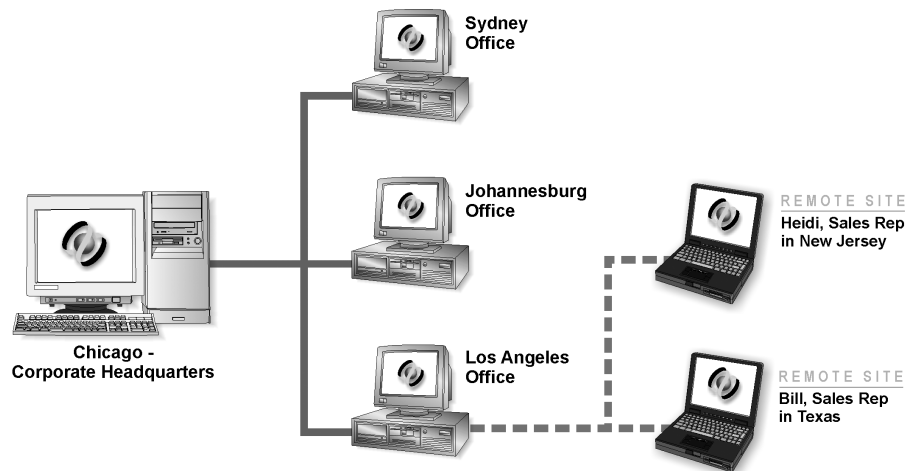 Sydney
Office
Johannesburg
Office
REMOTE SITE
Heidi, Sales Rep
in New Jersey
Chicago -
Corporate Headquarters
Los Angeles
Office
REMOTE SITE
Bill, Sales Rep
in Texas